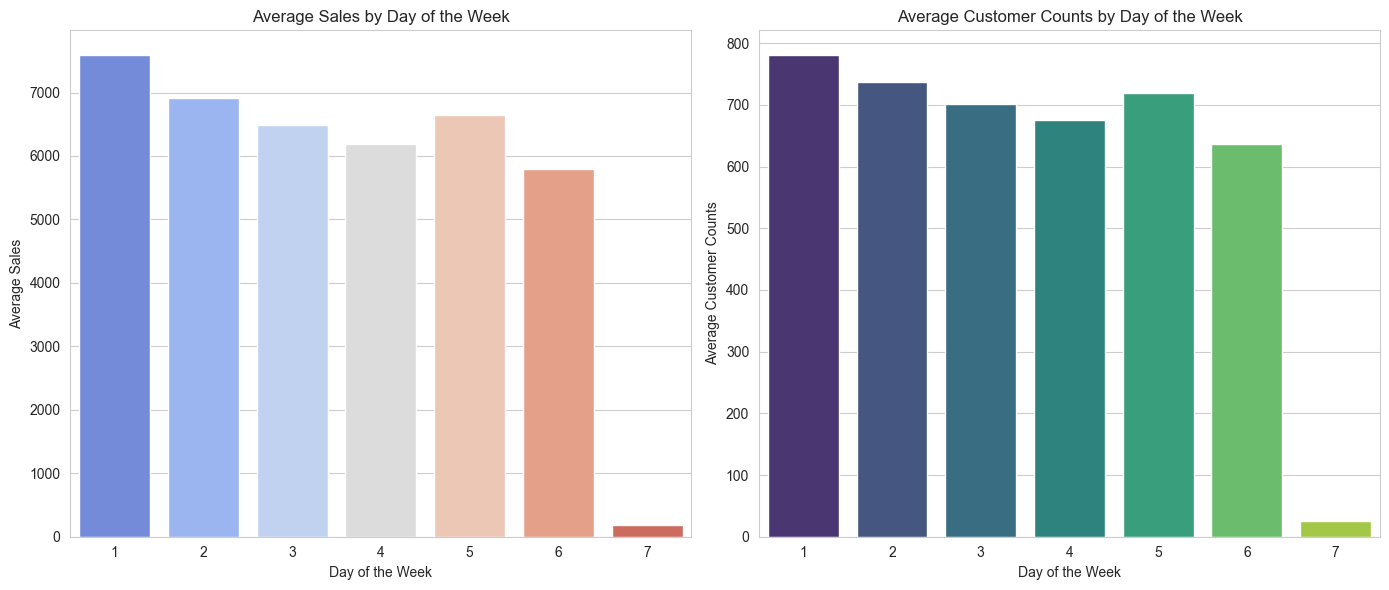 Average Sales by Day of the Week
Average Sales
7000
6000
5000
4000
3000
2000
1000
0
1 2 3 4 5 6 7
Day of the Week
Average Customer Counts by Day of the Week
Average Customer Counts
800
700
600
500
400
300
200
100
0
1 2 3 4 5 6 7
Day of the Week